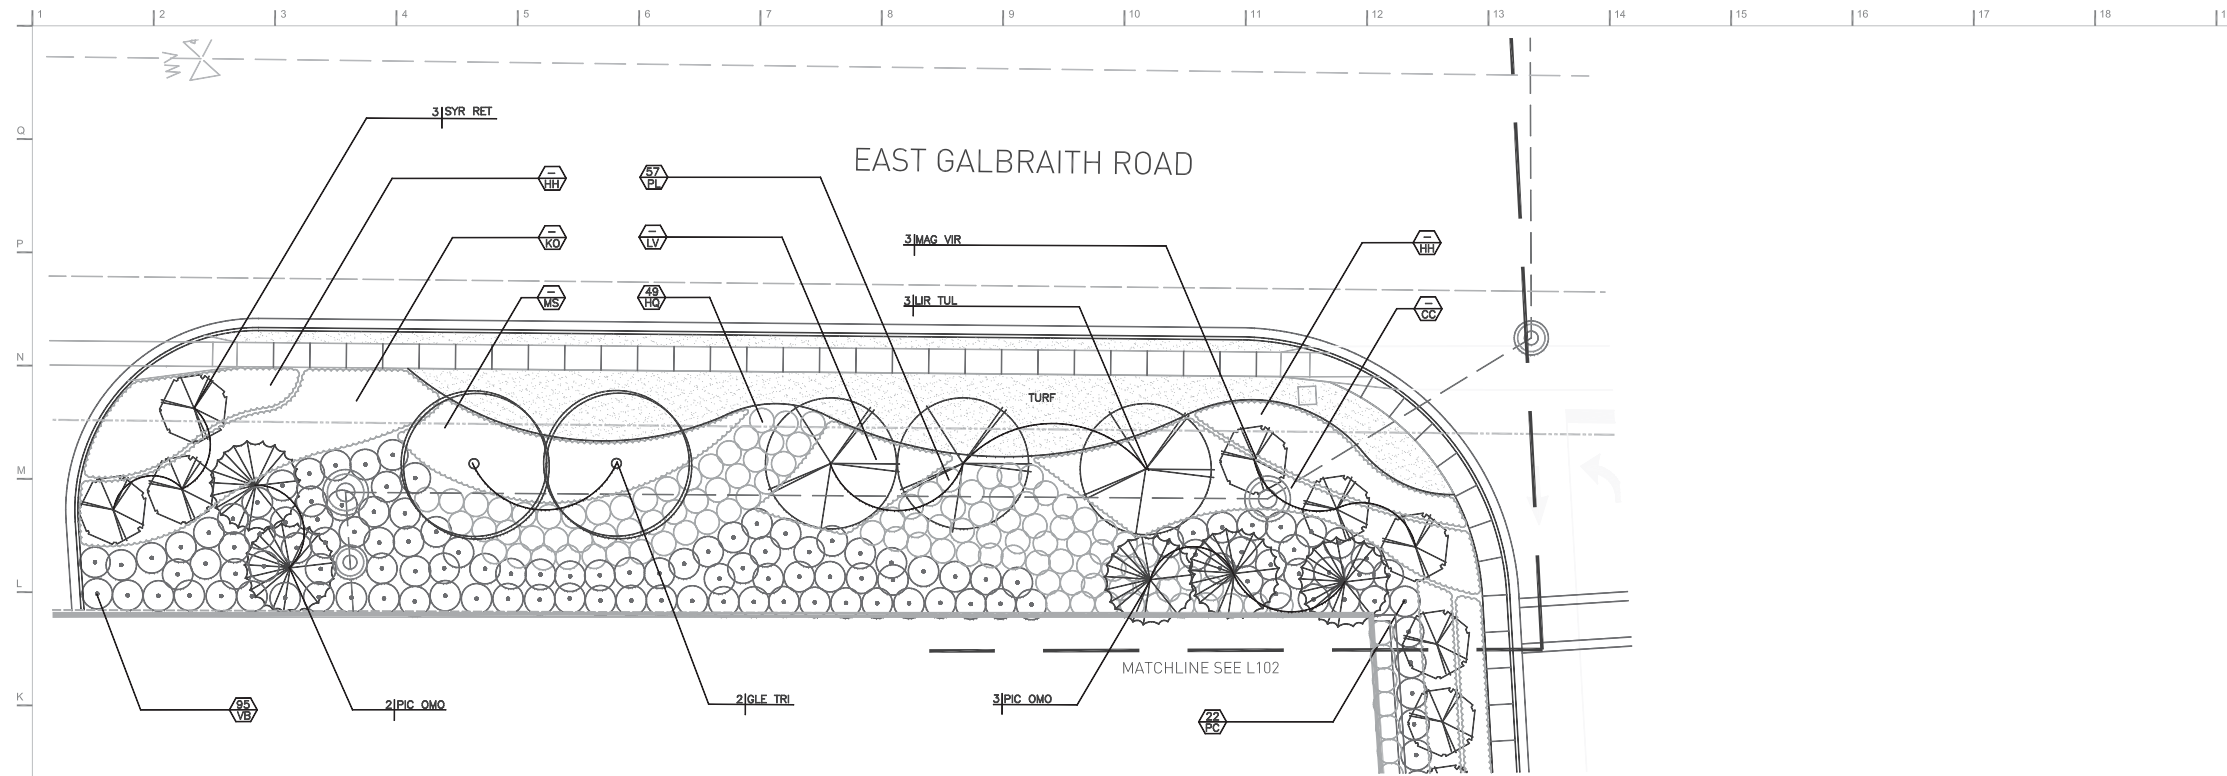 1 2 3 4 5 6 7 8 9 10 11 12 13 14 15 16 17 18 1
3 SYR RET
Q
EAST GALBRAITH ROAD
–
HH
57
PL
–
KO
–
LV
3 MAG VIR
–
HH
P
–
MS
49
HQ
3 LIR TUL
–
CC
N
TURF
M
L
MATCHLINE SEE L102
K
95
VB
2 PIC OMO
2 GLE TRI
3 PIC OMO
22
PC